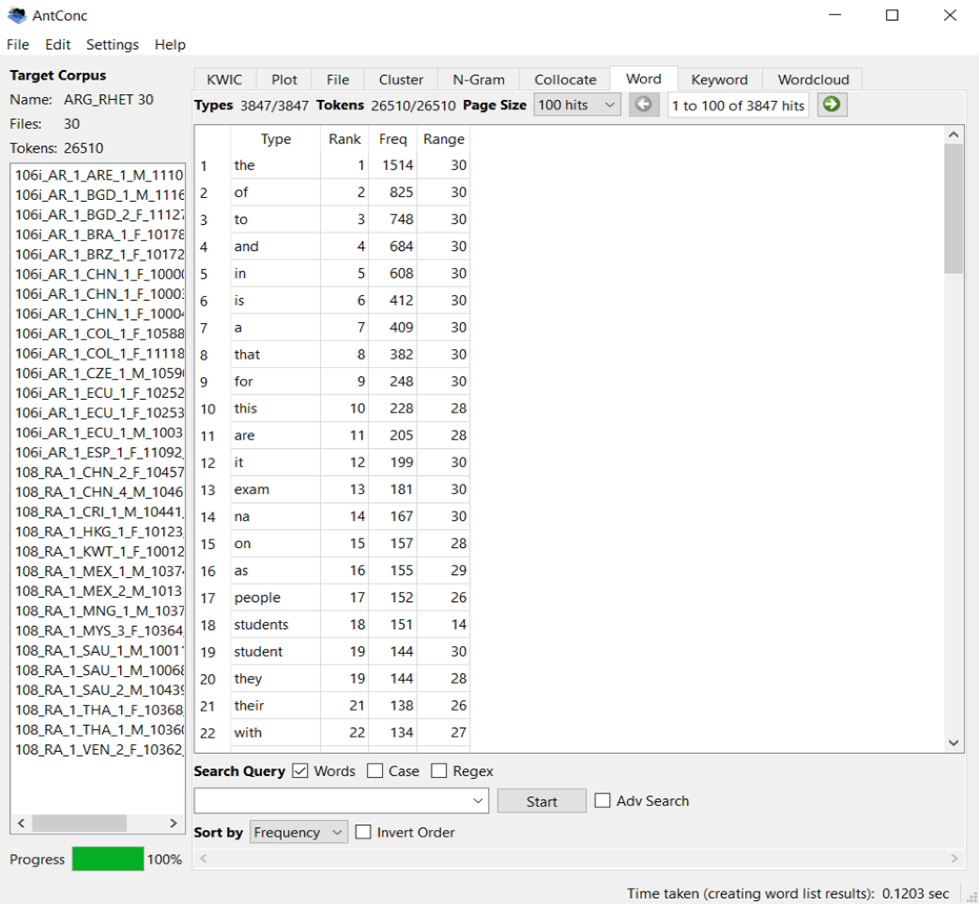 AntConc
File Edit Settings Help
Target Corpus
Name: ARG_RHET 30
Files: 30
Tokens: 26510
106i_AR_1_ARE_1_M_1110
106i_AR_1_BGD_1_M_1116
106i_AR_1_BGD_2_F_11127
106i_AR_1_BRA_1_F_10178
106i_AR_1_BRZ_1_F_10172
106i_AR_1_CHN_1_F_1000
106i_AR_1_CHN_1_F_1000
106i_AR_1_CHN_1_F_1000
106i_AR_1_COL_1_F_10588
106i_AR_1_COL_1_F_11118
106i_AR_1_CZE_1_M_1059
106i_AR_1_ECU_1_F_10252
106i_AR_1_ECU_1_F_10253
106i_AR_1_ECU_1_M_1003
106i_AR_1_ESP_1_F_11092
108_RA_1_CHN_2_F_10457
108_RA_1_CHN_4_M_1046
108_RA_1_CRI_1_M_10441
108_RA_1_HKG_1_F_10123
108_RA_1_KWT_1_F_10012
108_RA_1_MEX_1_M_1037
108_RA_1_MEX_2_M_1013
108_RA_1_MNG_1_M_1037
108_RA_1_MYS_3_F_10364
108_RA_1_SAU_1_M_1001
108_RA_1_SAU_1_M_1006
108_RA_1_SAU_2_M_1043
108_RA_1_THA_1_F_10368
108_RA_1_THA_1_M_1036
108_RA_1_VEN_2_F_10362
Progress 100%
KWIC Plot File Cluster N-Gram Collocate Word Keyword Wordcloud
Types 3847/3847 Tokens 26510/26510 Page Size 100 hits 1 to 100 of 3847 hits
Type Rank Freq Range
1 the 1 1514 30
2 of 2 825 30
3 to 3 748 30
4 and 4 684 30
5 in 5 608 30
6 is 6 412 30
7 a 7 409 30
8 that 8 382 30
9 for 9 248 30
10 this 10 228 28
11 are 11 205 28
12 it 12 199 30
13 exam 13 181 30
14 na 14 167 30
15 on 15 157 28
16 as 16 155 29
17 people 17 152 26
18 students 18 151 14
19 student 19 144 30
20 they 19 144 28
21 their 21 138 26
22 with 22 134 27
Search Query Words Case Regex
Start Adv Search
Sort by Frequency Invert Order
Time taken (creating word list results): 0.1203 sec